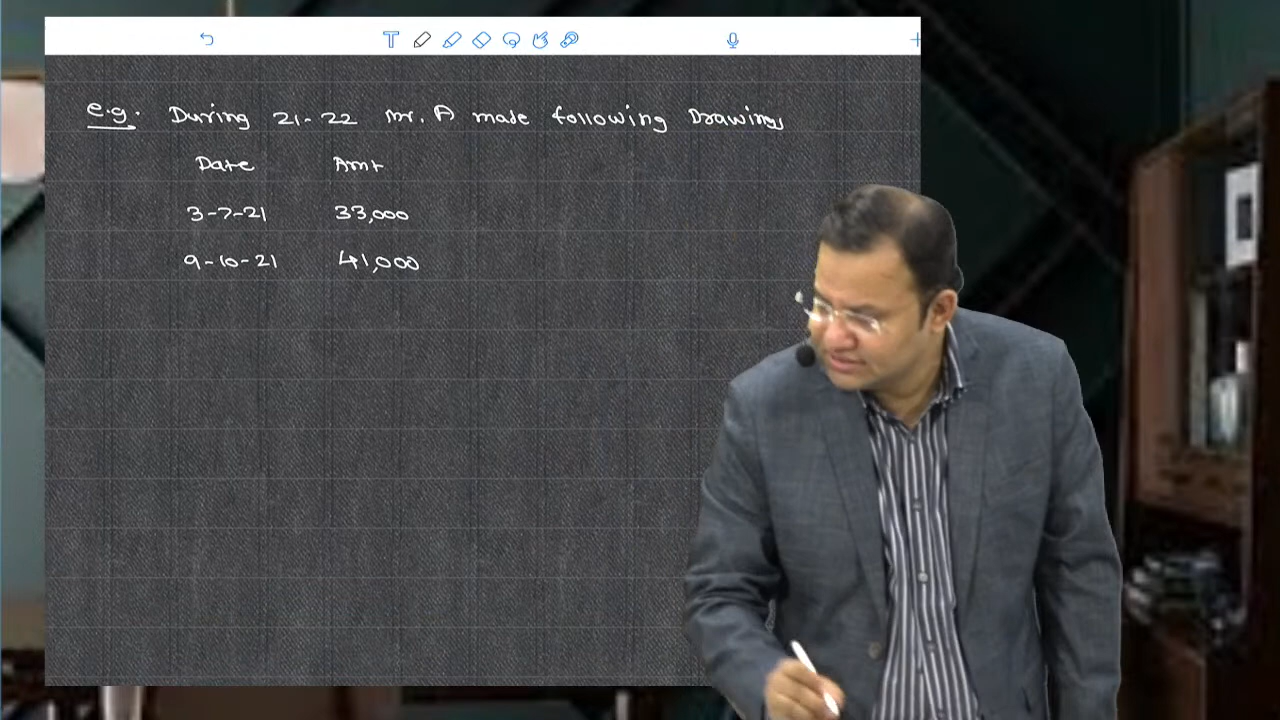 e.g. During 21-22 Mr. A made following Drawings
Date Amt
3-7-21 33,000
9-10-21 41,000